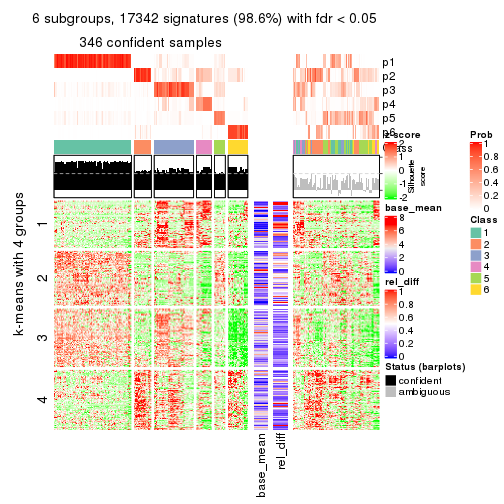 6 subgroups, 17342 signatures (98.6%) with fdr < 0.05
346 confident samples
p1
p2
p3
p4
p5
p6
z-score
2
1
0
-1
-2
Class
Silhouette
score
Prob
1
0.8
0.6
0.4
0.2
0
base_mean
8
6
4
2
0
Class
1
2
3
4
5
6
rel_diff
1
0.8
0.6
0.4
0.2
0
Status (barplots)
confident
ambiguous
k-means with 4 groups
1
2
3
4
base_mean
rel_diff